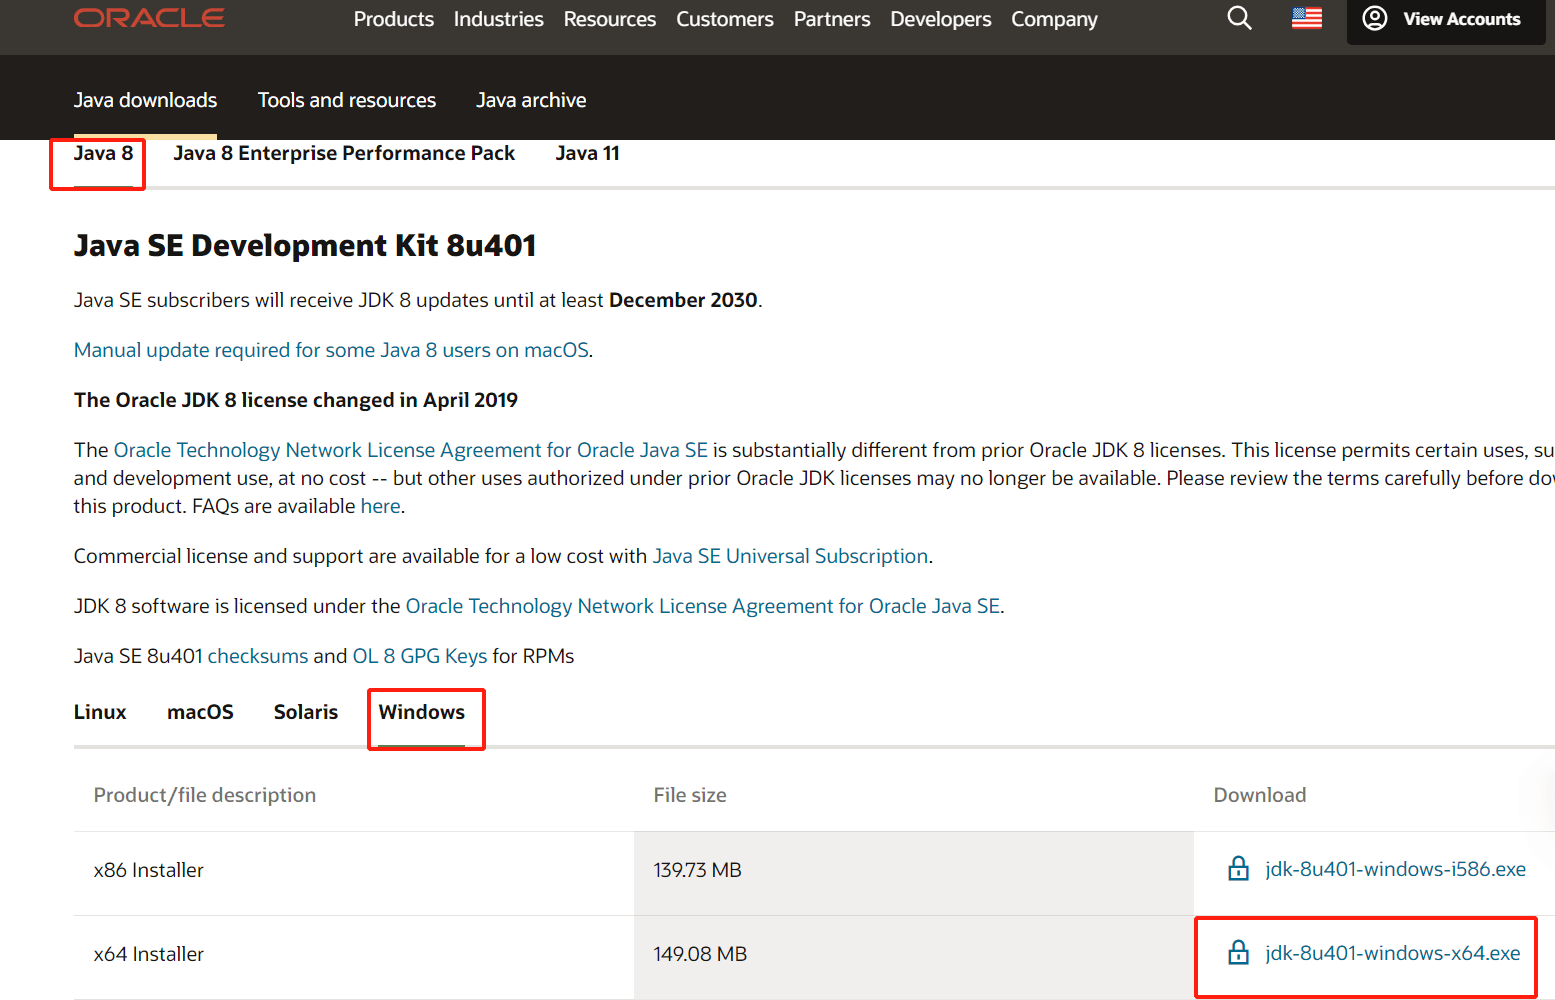 ORACLE Products Industries Resources Customers Partners Developers Company View Accounts
Java downloads Tools and resources Java archive
Java 8 Java 8 Enterprise Performance Pack Java 11
Java SE Development Kit 8u401
Java SE subscribers will receive JDK 8 updates until at least December 2030.
Manual update required for some Java 8 users on macOS.
The Oracle JDK 8 license changed in April 2019
The Oracle Technology Network License Agreement for Oracle Java SE is substantially different from prior Oracle JDK 8 licenses. This license permits certain uses,
and development use, at no cost -- but other uses authorized under prior Oracle JDK licenses may no longer be available. Please review the terms carefully before
this product. FAQs are available here.
Commercial license and support are available for a low cost with Java SE Universal Subscription.
JDK 8 software is licensed under the Oracle Technology Network License Agreement for Oracle Java SE.
Java SE 8u401 checksums and OL 8 GPG Keys for RPMs
Linux macOS Solaris Windows
Product/file description File size Download
x86 Installer 139.73 MB jdk-8u401-windows-i586.exe
x64 Installer 149.08 MB jdk-8u401-windows-x64.exe